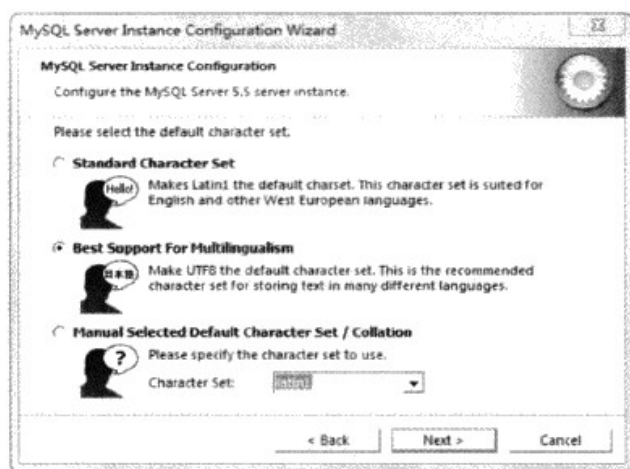 MySQL Server Instance Configuration Wizard
MySQL Server Instance Configuration
Configure the MySQL Server 5.5 server instance.
Please select the default character set.
Standard Character Set
Hello!
Makes Latin1 the default charset. This character set is suited for
English and other West European languages.
Best Support For Multilingualism
日本語
Make UTF8 the default character set. This is the recommended
character set for storing text in many different languages.
Manual Selected Default Character Set / Collation
?
Please specify the character set to use.
Character Set:
< Back
Next >
Cancel